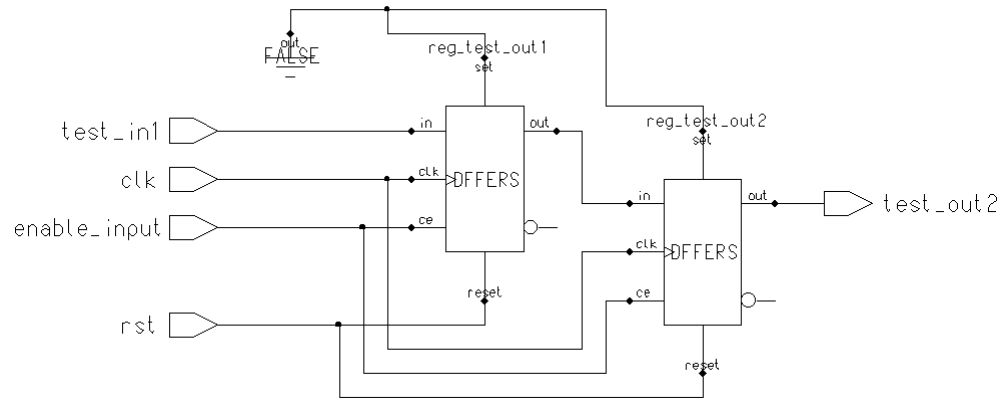 out
FALSE
reg_test_out1
set
test_in1
in
out
reg_test_out2
set
clk
clk
DFFERS
in
out
test_out2
enable_input
ce
clk
DFFERS
reset
ce
rst
reset